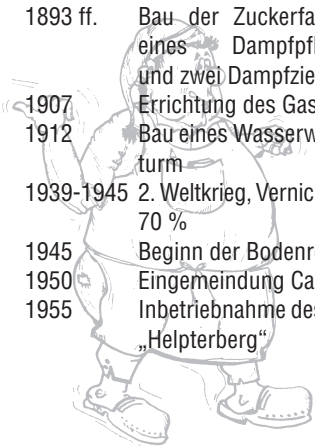 1893 ff. Bau der Zuckerfa
eines Dampfpfl
und zwei Dampfzie
1907 Errichtung des Gas
1912 Bau eines Wasserw
turm
1939-1945 2. Weltkrieg, Vernic
70 %
1945 Beginn der Bodenr
1950 Eingemeindung Ca
1955 Inbetriebnahme des
„Helpterberg“